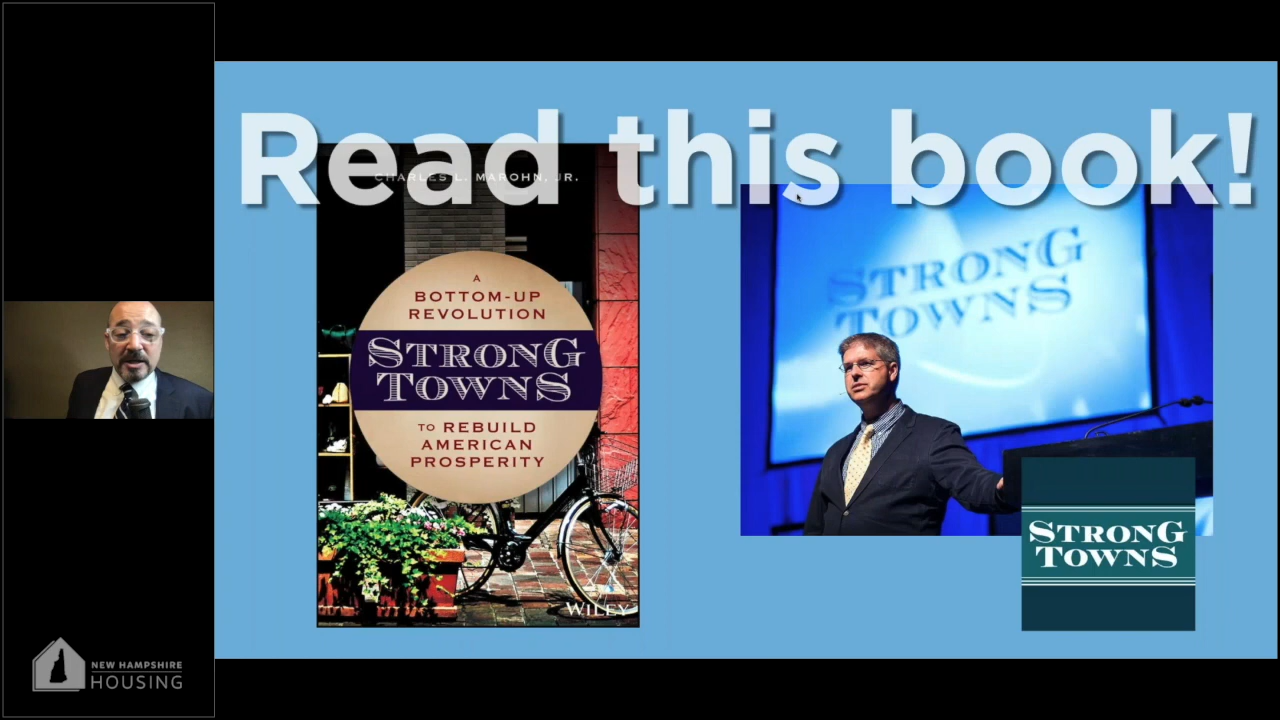 Read this book!
CHARLES L. MAROHN, JR.
A
BOTTOM-UP
REVOLUTION
STRONG
TOWNS
TO REBUILD
AMERICAN
PROSPERITY
WILEY
STRONG
TOWNS
STRONG
TOWNS
NEW HAMPSHIRE
HOUSING